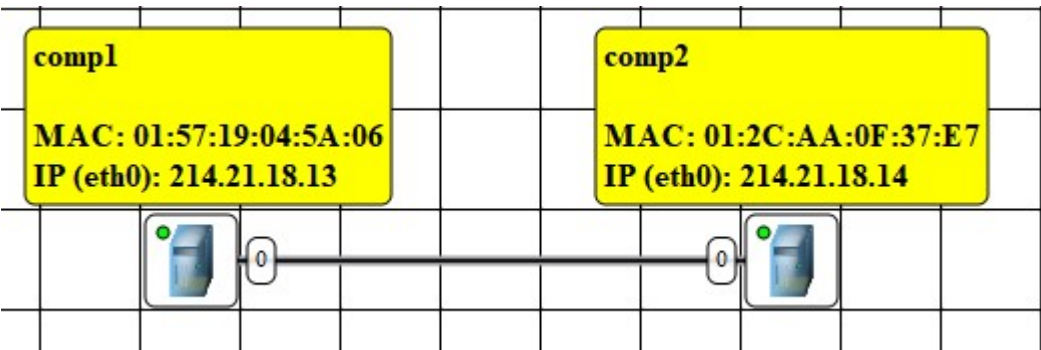 comp1
MAC: 01:57:19:04:5A:06
IP (eth0): 214.21.18.13
comp2
MAC: 01:2C:AA:0F:37:E7
IP (eth0): 214.21.18.14
0
0